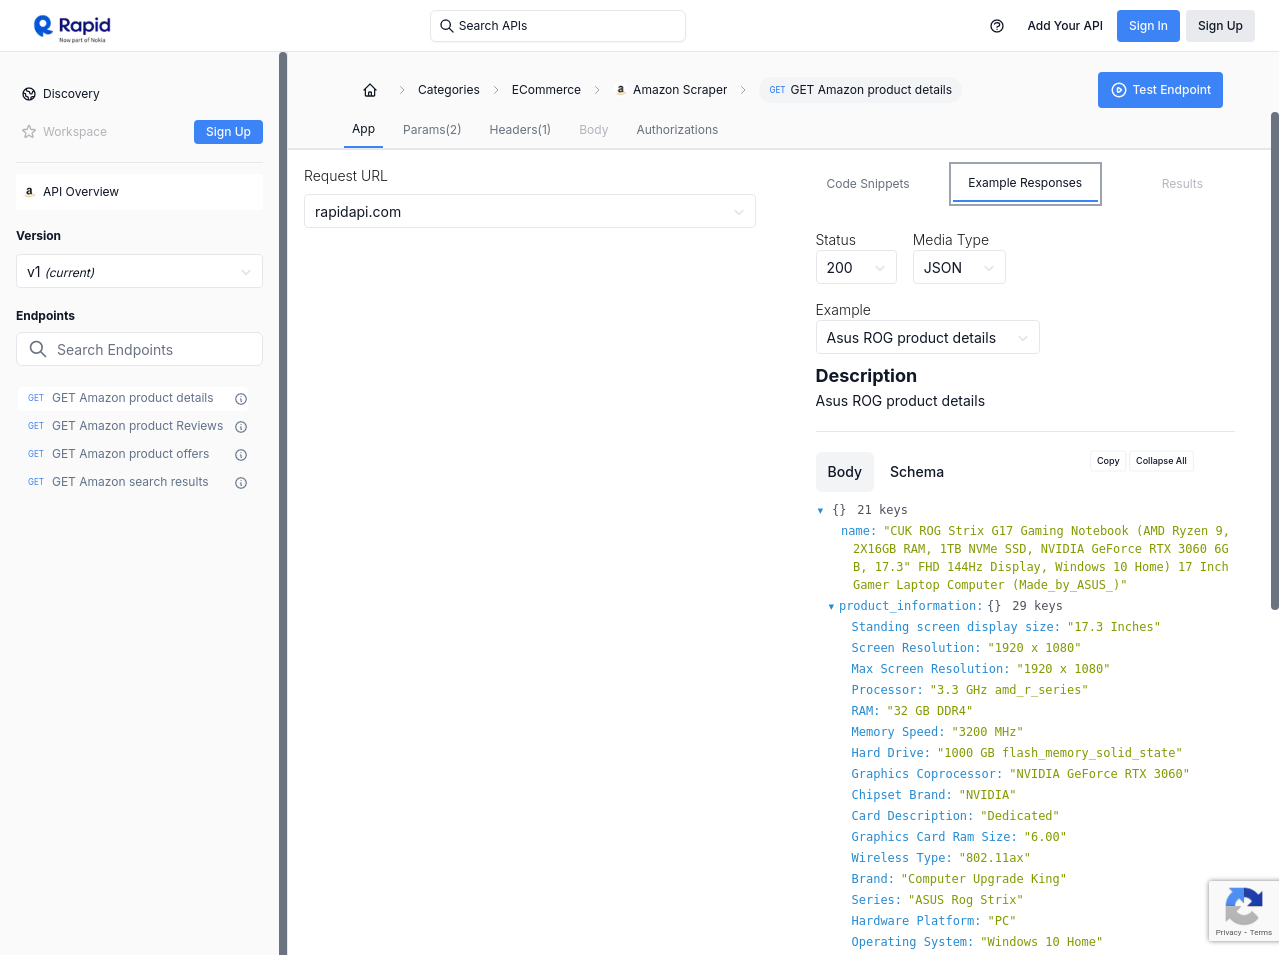 Rapid
Now part of Nokia
Search APIs
Add Your API
Sign In
Sign Up
Discovery
Workspace
Sign Up
API Overview
Version
v1 (current)
Endpoints
Search Endpoints
GET GET Amazon product details
GET GET Amazon product Reviews
GET GET Amazon product offers
GET GET Amazon search results
Categories
ECommerce
Amazon Scraper
GET GET Amazon product details
Test Endpoint
App
Params(2)
Headers(1)
Body
Authorizations
Request URL
rapidapi.com
Code Snippets
Example Responses
Results
Status
Media Type
200
JSON
Example
Asus ROG product details
Description
Asus ROG product details
Body
Schema
Copy
Collapse All
{} 21 keys
name: "CUK ROG Strix G17 Gaming Notebook (AMD Ryzen 9,
2X16GB RAM, 1TB NVMe SSD, NVIDIA GeForce RTX 3060 6G
B, 17.3" FHD 144Hz Display, Windows 10 Home) 17 Inch
Gamer Laptop Computer (Made_by_ASUS_)"
product_information: {} 29 keys
Standing screen display size: "17.3 Inches"
Screen Resolution: "1920 x 1080"
Max Screen Resolution: "1920 x 1080"
Processor: "3.3 GHz amd_r_series"
RAM: "32 GB DDR4"
Memory Speed: "3200 MHz"
Hard Drive: "1000 GB flash_memory_solid_state"
Graphics Coprocessor: "NVIDIA GeForce RTX 3060"
Chipset Brand: "NVIDIA"
Card Description: "Dedicated"
Graphics Card Ram Size: "6.00"
Wireless Type: "802.11ax"
Brand: "Computer Upgrade King"
Series: "ASUS Rog Strix"
Hardware Platform: "PC"
Operating System: "Windows 10 Home"
Privacy - Terms